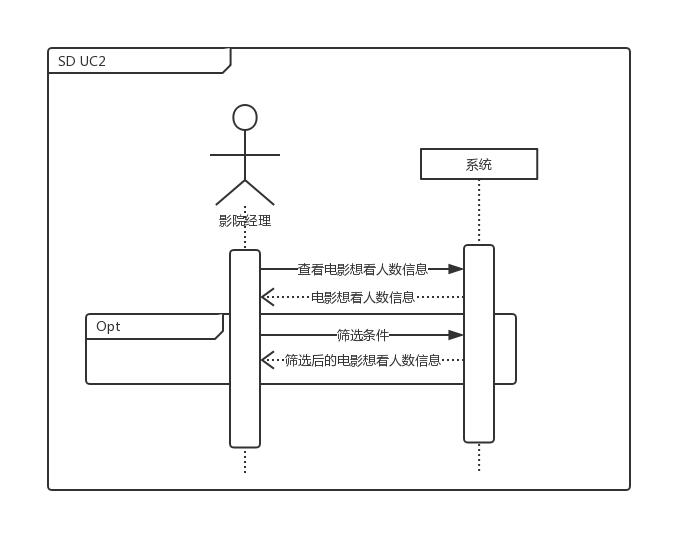 SD UC2
系统
影院经理
查看电影想看人数信息
电影想看人数信息
Opt
筛选条件
筛选后的电影想看人数信息